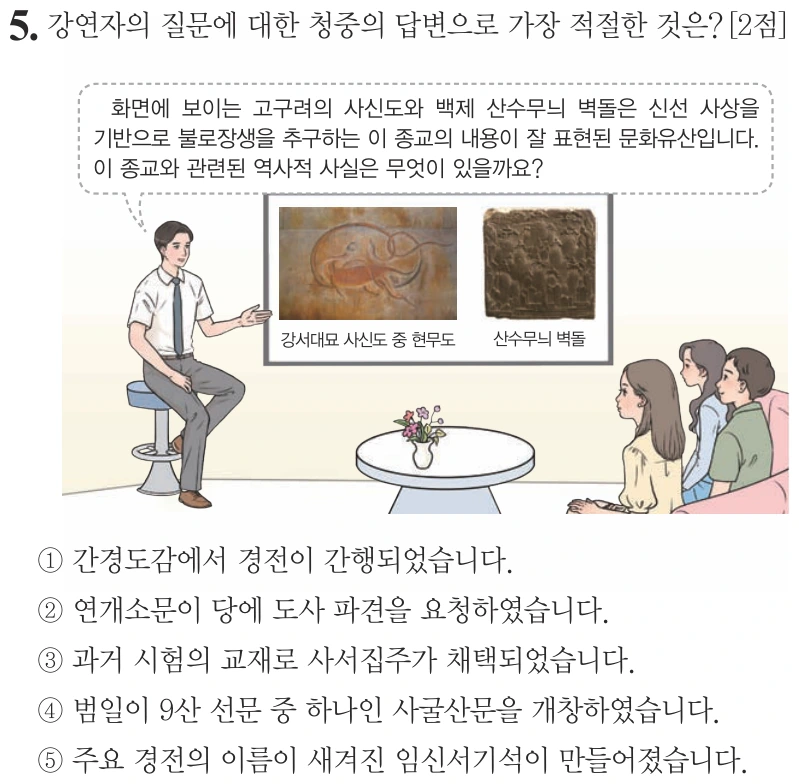 5. 강연자의 질문에 대한 청중의 답변으로 가장 적절한 것은? [2점]
화면에 보이는 고구려의 사신도와 백제 산수무늬 벽돌은 신선 사상을
기반으로 불로장생을 추구하는 이 종교의 내용이 잘 표현된 문화유산입니다.
이 종교와 관련된 역사적 사실은 무엇이 있을까요?
강서대묘 사신도 중 현무도
산수무늬 벽돌
① 간경도감에서 경전이 간행되었습니다.
② 연개소문이 당에 도사 파견을 요청하였습니다.
③ 과거 시험의 교재로 사서집주가 채택되었습니다.
④ 범일이 9산 선문 중 하나인 사굴산문을 개창하였습니다.
⑤ 주요 경전의 이름이 새겨진 임신서기석이 만들어졌습니다.